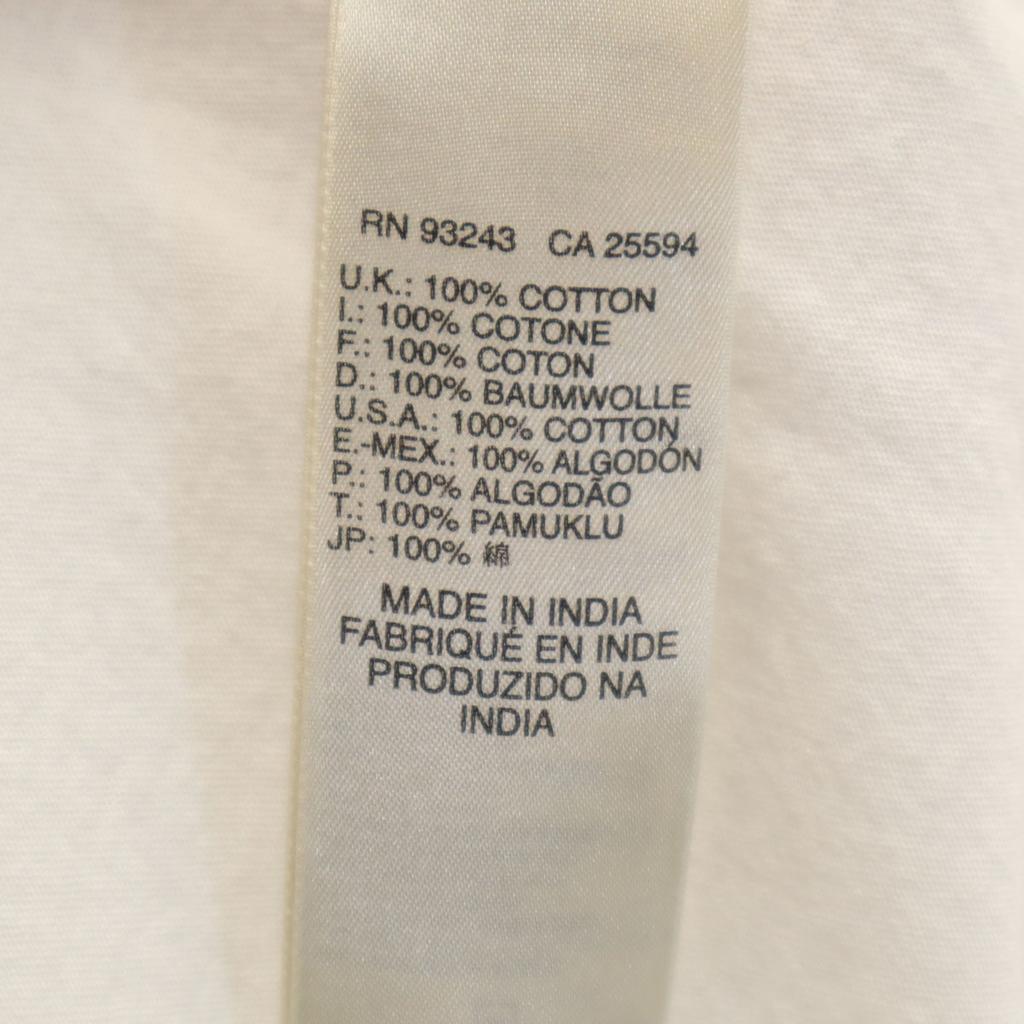 RN 93243 CA 25594
U.K.: 100% COTTON
I.: 100% COTONE
F.: 100% COTON
D.: 100% BAUMWOLLE
U.S.A.: 100% COTTON
E.-MEX.: 100% ALGODÓN
P.: 100% ALGODÃO
T.: 100% PAMUKLU
JP: 100% 綿
MADE IN INDIA
FABRIQUÉ EN INDE
PRODUZIDO NA
INDIA